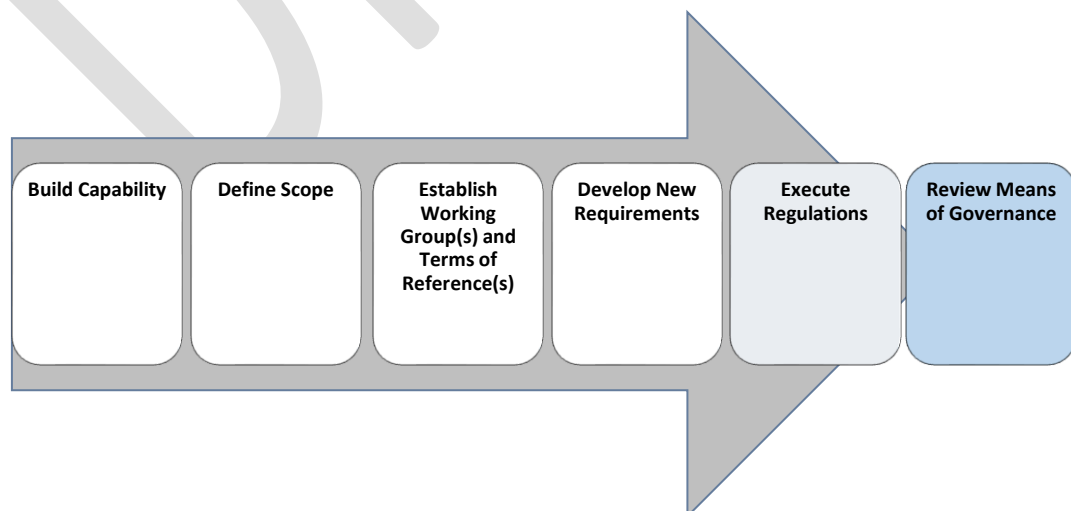 Build Capability
Define Scope
Establish
Working
Group(s) and
Terms of
Reference(s)
Develop New
Requirements
Execute
Regulations
Review Means
of Governance